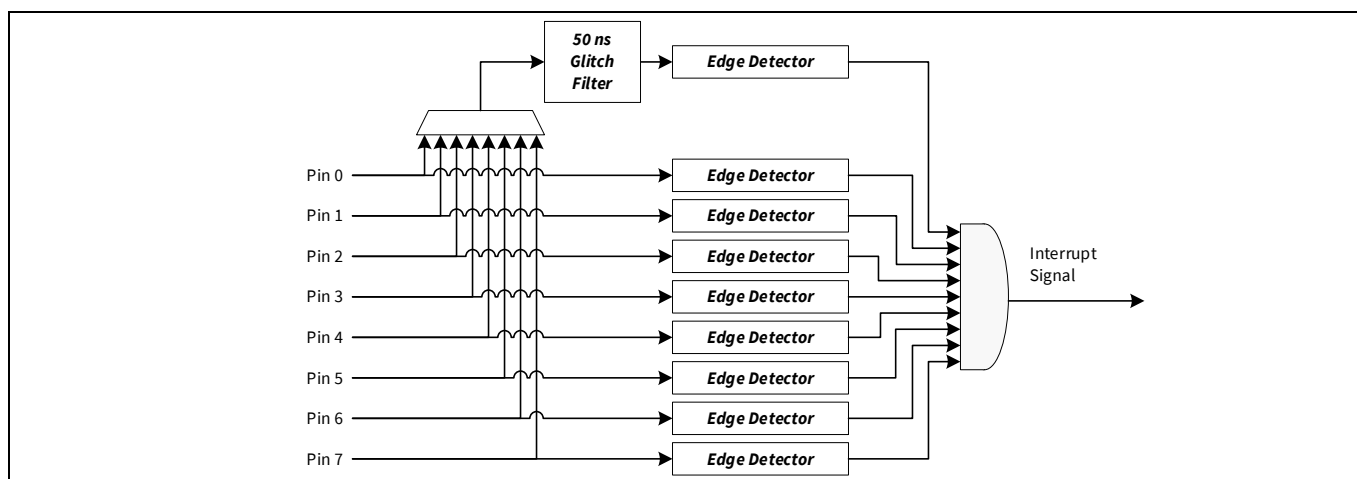 50 ns
Glitch
Filter
Edge Detector
Pin 0
Edge Detector
Pin 1
Edge Detector
Pin 2
Edge Detector
Pin 3
Edge Detector
Pin 4
Edge Detector
Pin 5
Edge Detector
Pin 6
Edge Detector
Pin 7
Edge Detector
Interrupt
Signal